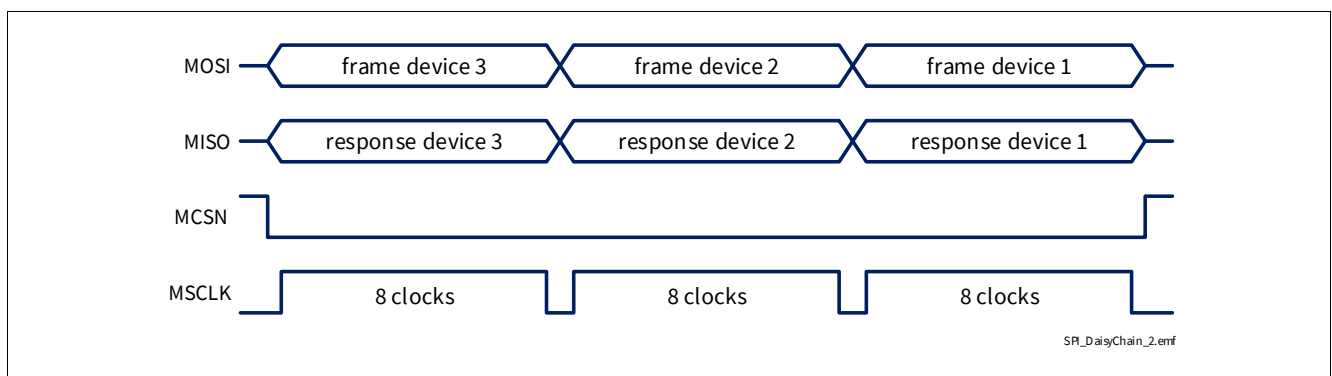 MOSI frame device 3 frame device 2 frame device 1
MISO response device 3 response device 2 response device 1
MCSN
MSCLK 8 clocks 8 clocks 8 clocks
SPI_DaisyChain_2.emf